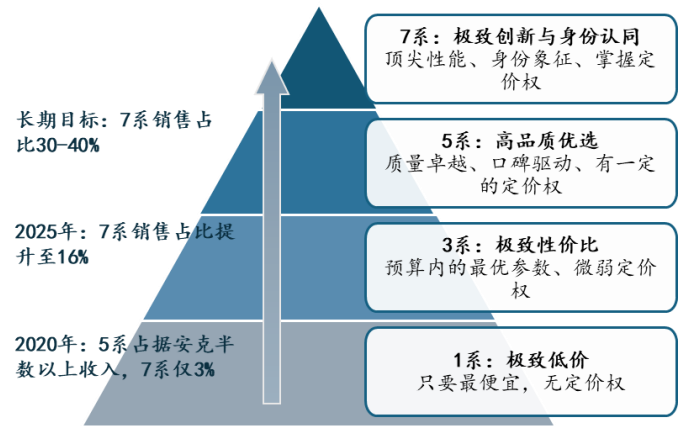 7系：极致创新与身份认同
顶尖性能、身份象征、掌握定
价权
长期目标：7系销售占
比30-40%
5系：高品质优选
质量卓越、口碑驱动、有一定
的定价权
2025年：7系销售占比提
升至16%
3系：极致性价比
预算内的最优参数、微弱定价
权
2020年：5系占据安克半
数以上收入，7系仅3%
1系：极致低价
只要最便宜，无定价权